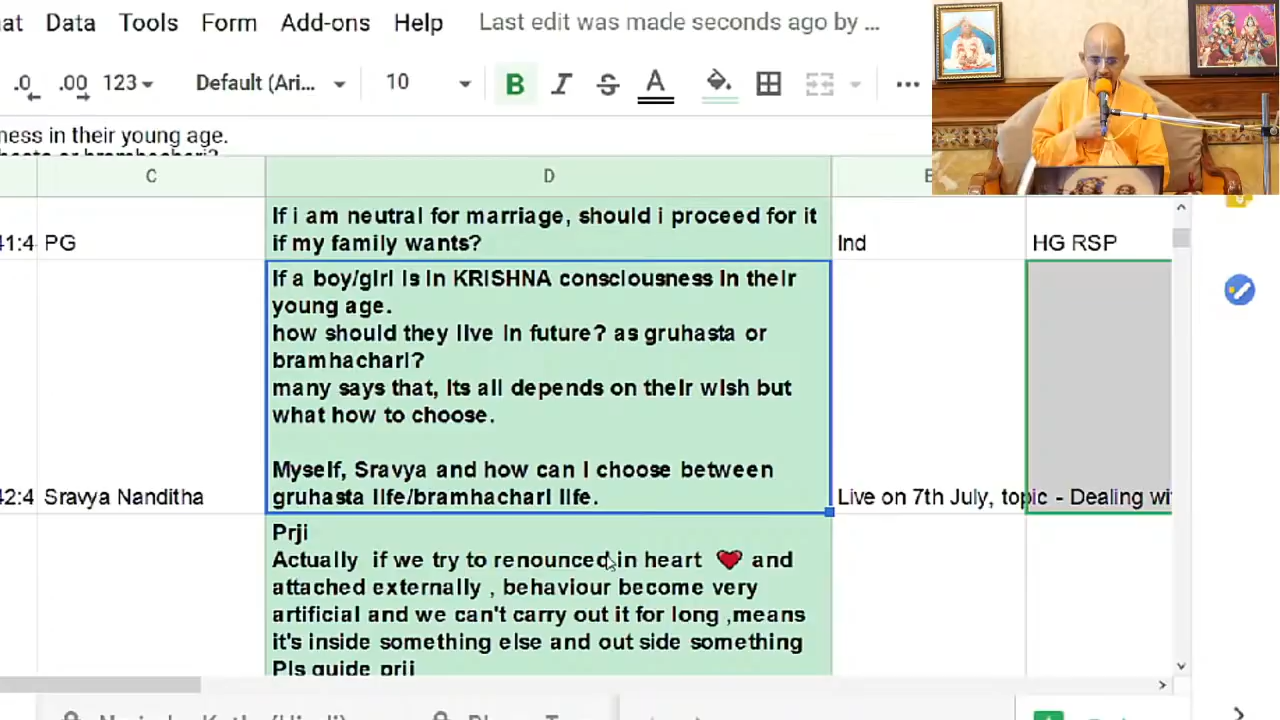 at Data Tools Form Add-ons Help Last edit was made seconds ago by ...
.0 .00 123 Default (Ari... 10 B I S A
ness in their young age.
C D
If i am neutral for marriage, should i proceed for it
if my family wants?
41:4 PG Ind HG RSP
If a boy/girl is in KRISHNA consciousness in their
young age.
how should they live in future? as gruhasta or
bramhachari?
many says that, its all depends on their wish but
what how to choose.
Myself, Sravya and how can I choose between
gruhasta life/bramhachari life.
42:4 Sravya Nanditha Live on 7th July, topic - Dealing wi
Prji
Actually if we try to renounced in heart ❤️ and
attached externally , behaviour become very
artificial and we can't carry out it for long ,means
it's inside something else and out side something
Pls guide prji